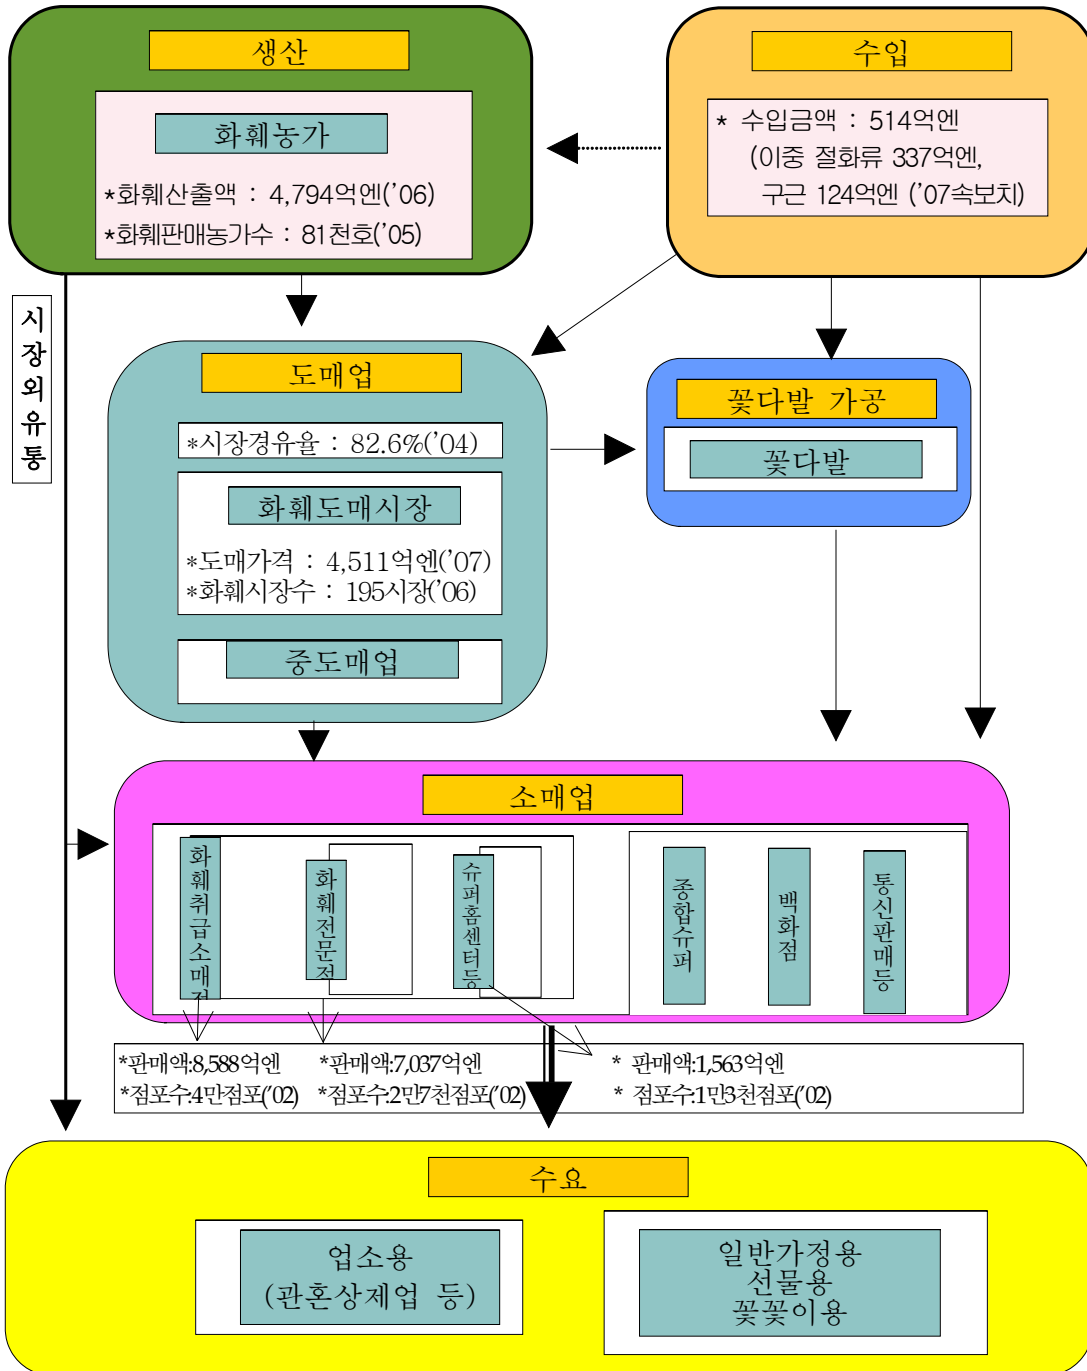 생산
화훼농가
*화훼산출액 : 4,794억엔('06)
*화훼판매농가수 : 81천호('05)
수입
* 수입금액 : 514억엔
(이중 절화류 337억엔,
구근 124억엔 ('07속보치)
시장외유통
도매업
*시장경유율 : 82.6%('04)
화훼도매시장
*도매가격 : 4,511억엔('07)
*화훼시장수 : 195시장('06)
중도매업
꽃다발 가공
꽃다발
소매업
화훼취급소매점
화훼전문점
슈퍼홈센터등
종합슈퍼
백화점
통신판매등
*판매액:8,588억엔
*점포수:4만점포('02)
*판매액:7,037억엔
*점포수:2만7천점포('02)
* 판매액:1,563억엔
* 점포수:1만3천점포('02)
수요
업소용
(관혼상제업 등)
일반가정용
선물용
꽃꽃이용